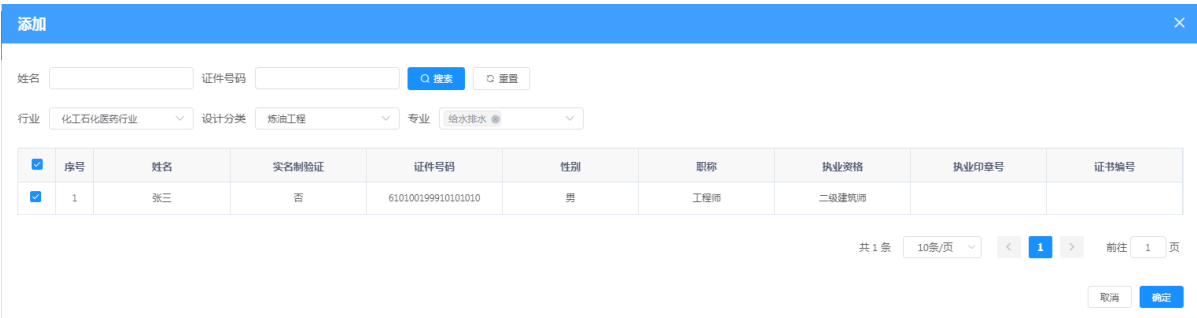 添加
姓名 证件号码 搜索 重置
行业 化工石化医药行业 设计分类 炼油工程 专业 给水排水
序号 姓名 实名制验证 证件号码 性别 职称 执业资格 执业印章号 证书编号
1 张三 否 610100199910101010 男 工程师 二级建筑师
共 1 条 10条/页 1 前往 1 页
取消 确定